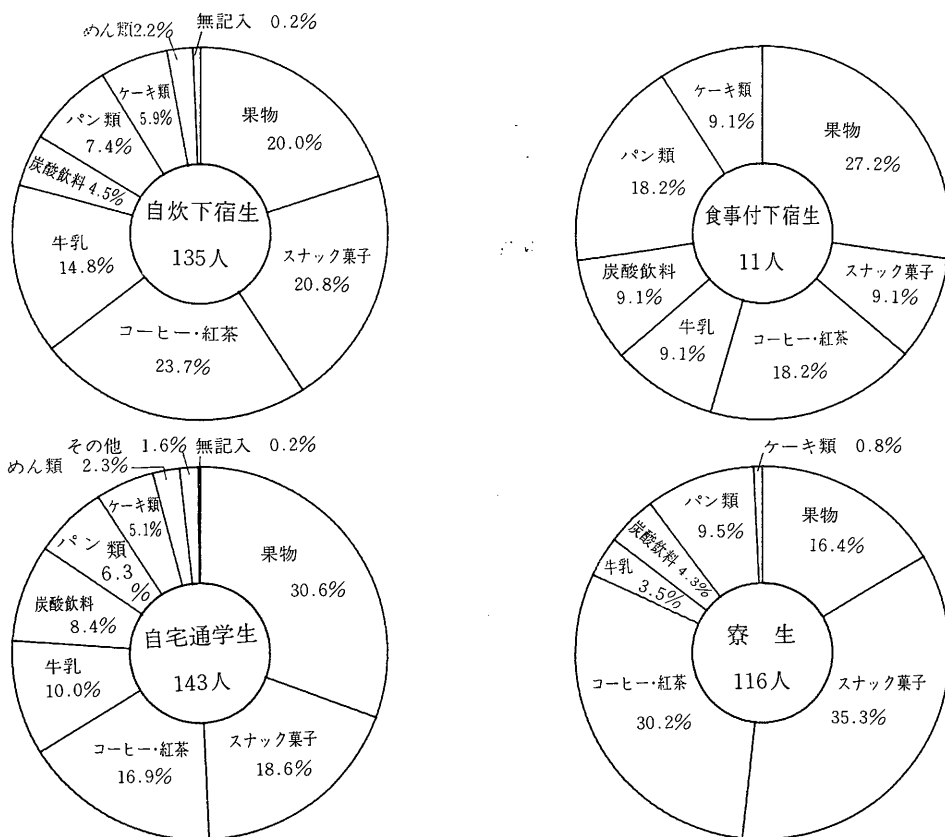 めん類2.2%
無記入 0.2%
果物
20.0%
スナック菓子
20.8%
コーヒー・紅茶
23.7%
牛乳
14.8%
炭酸飲料 4.5%
パン類
7.4%
ケーキ類
5.9%
自炊下宿生
135人
果物
27.2%
スナック菓子
9.1%
コーヒー・紅茶
18.2%
牛乳
9.1%
炭酸飲料
9.1%
パン類
18.2%
ケーキ類
9.1%
食事付下宿生
11人
その他 1.6%
無記入 0.2%
めん類 2.3%
果物
30.6%
スナック菓子
18.6%
コーヒー・紅茶
16.9%
牛乳
10.0%
炭酸飲料
8.4%
パン類
6.3
%
ケーキ類
5.1%
自宅通学生
143人
ケーキ類 0.8%
果物
16.4%
スナック菓子
35.3%
コーヒー・紅茶
30.2%
牛乳
3.5%
炭酸飲料
4.3%
パン類
9.5%
寮 生
116人